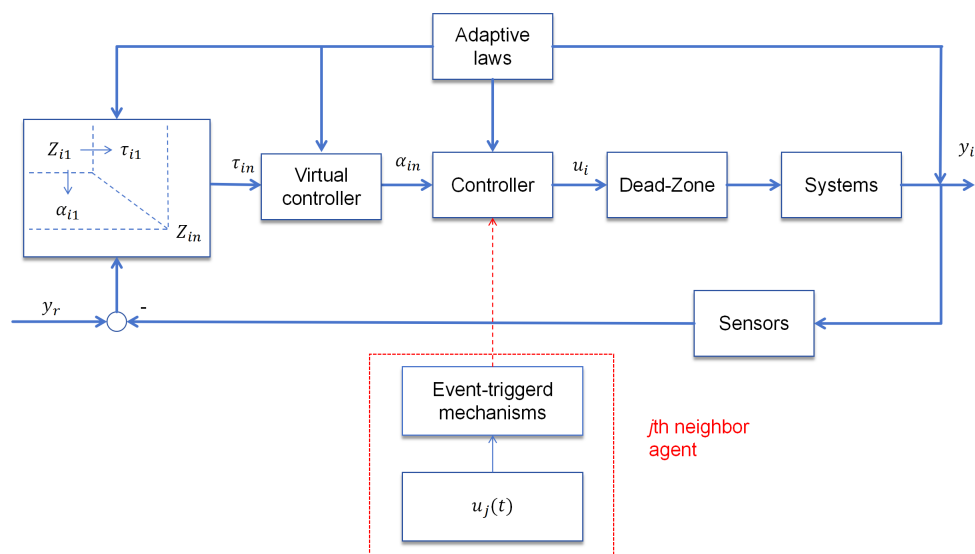 Adaptive
laws
Z_{i1} τ_{i1}
α_{i1}
Z_{in}
τ_{in}
Virtual
controller
α_{in}
Controller
u_i
Dead-Zone
Systems
y_i
y_r
-
Sensors
Event-triggerd
mechanisms
jth neighbor
agent
u_j(t)